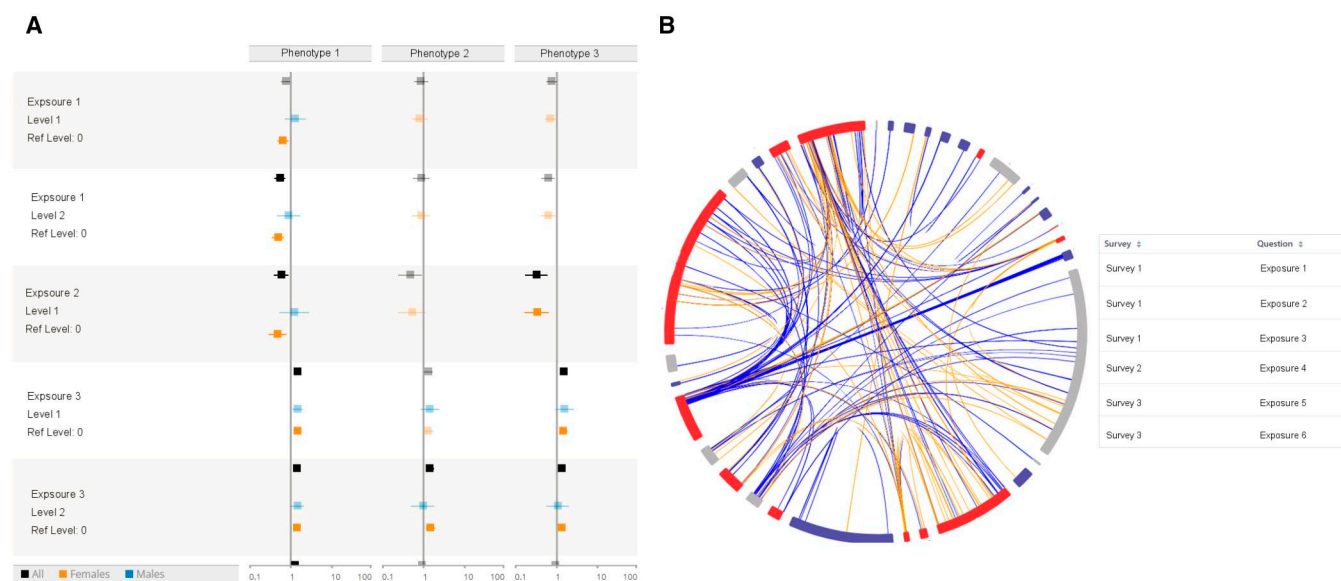 A
B
Phenotype 1
Phenotype 2
Phenotype 3
Expsoure 1
Level 1
Ref Level: 0
Expsoure 1
Level 2
Ref Level: 0
Expsoure 2
Level 1
Ref Level: 0
Expsoure 3
Level 1
Ref Level: 0
Expsoure 3
Level 2
Ref Level: 0
All Females Males
0.1 1 10 100
0.1 1 10 100
0.1 1 10 100
Survey Question
Survey 1 Exposure 1
Survey 1 Exposure 2
Survey 1 Exposure 3
Survey 2 Exposure 4
Survey 3 Exposure 5
Survey 3 Exposure 6